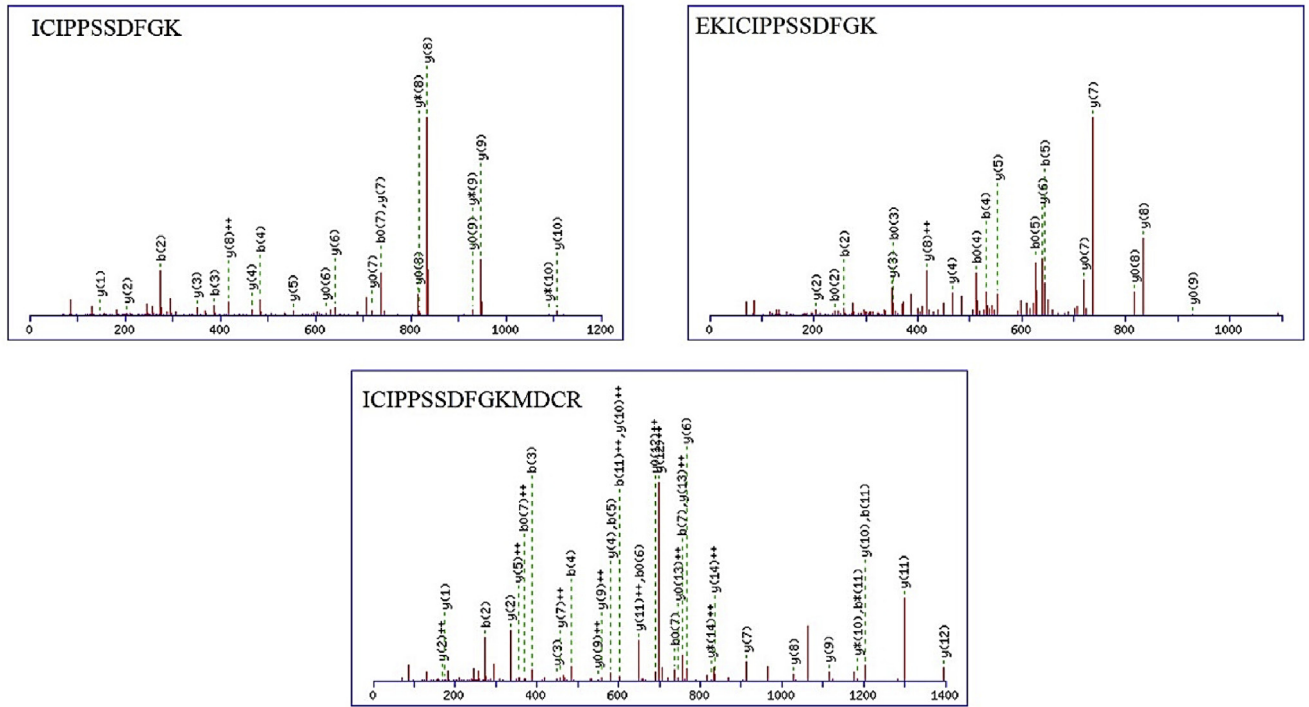 ICIPPSSDFGK
y(1)
y(2)
b(2)
y(3)
b(3)
y(8)++
y(4)
b(4)
y(5)
y0(6)
y(6)
y0(7)
b0(7),y(7)
y0(8)
y*(8)
y(8)
y0(9)
y*(9)
y(9)
y*(10)
y(10)
0 200 400 600 800 1000 1200
EKICIPPSSDFGK
y(2)
b0(2)
b(2)
y(3)
b0(3)
y(8)++
y(4)
b0(4)
b(4)
y(5)
b0(5)
y(6)
b(5)
y0(7)
y(7)
y0(8)
y(8)
y0(9)
0 200 400 600 800 1000
ICIPPSSDFGKMDCR
y(2)++
y(1)
b(2)
y(2)
y(5)++
b0(7)++
b(3)
y(3)
y(7)++
b(4)
y0(9)++
y(9)++
y(4),b(5)
b(11)++,y(10)++
y(11)++,b0(6)
y0(12)++
y(12)++
b0(7)
y0(13)++
b(7),y(13)++
y(6)
y*(14)++
y(14)++
y(7)
y(8)
y(9)
y*(10),b*(11)
y(10),b(11)
y(11)
y(12)
0 200 400 600 800 1000 1200 1400